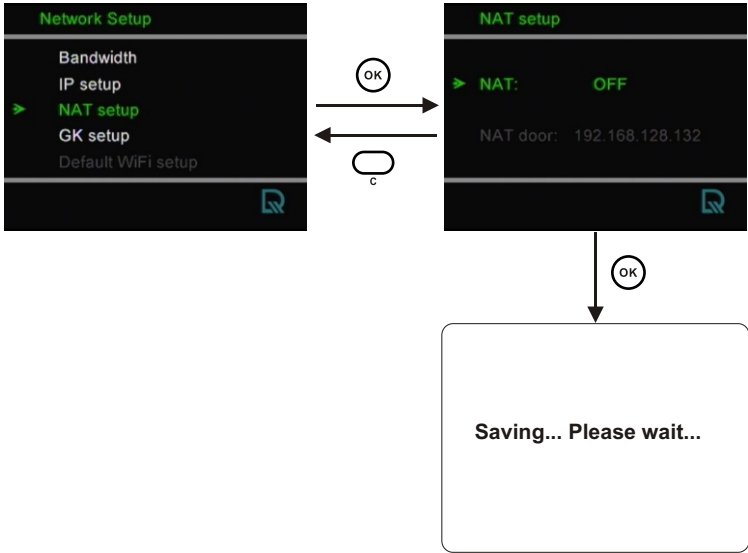 Network Setup
Bandwidth
IP setup
NAT setup
GK setup
Default WiFi setup
OK
C
NAT setup
NAT: OFF
NAT door: 192.168.128.132
OK
Saving... Please wait...